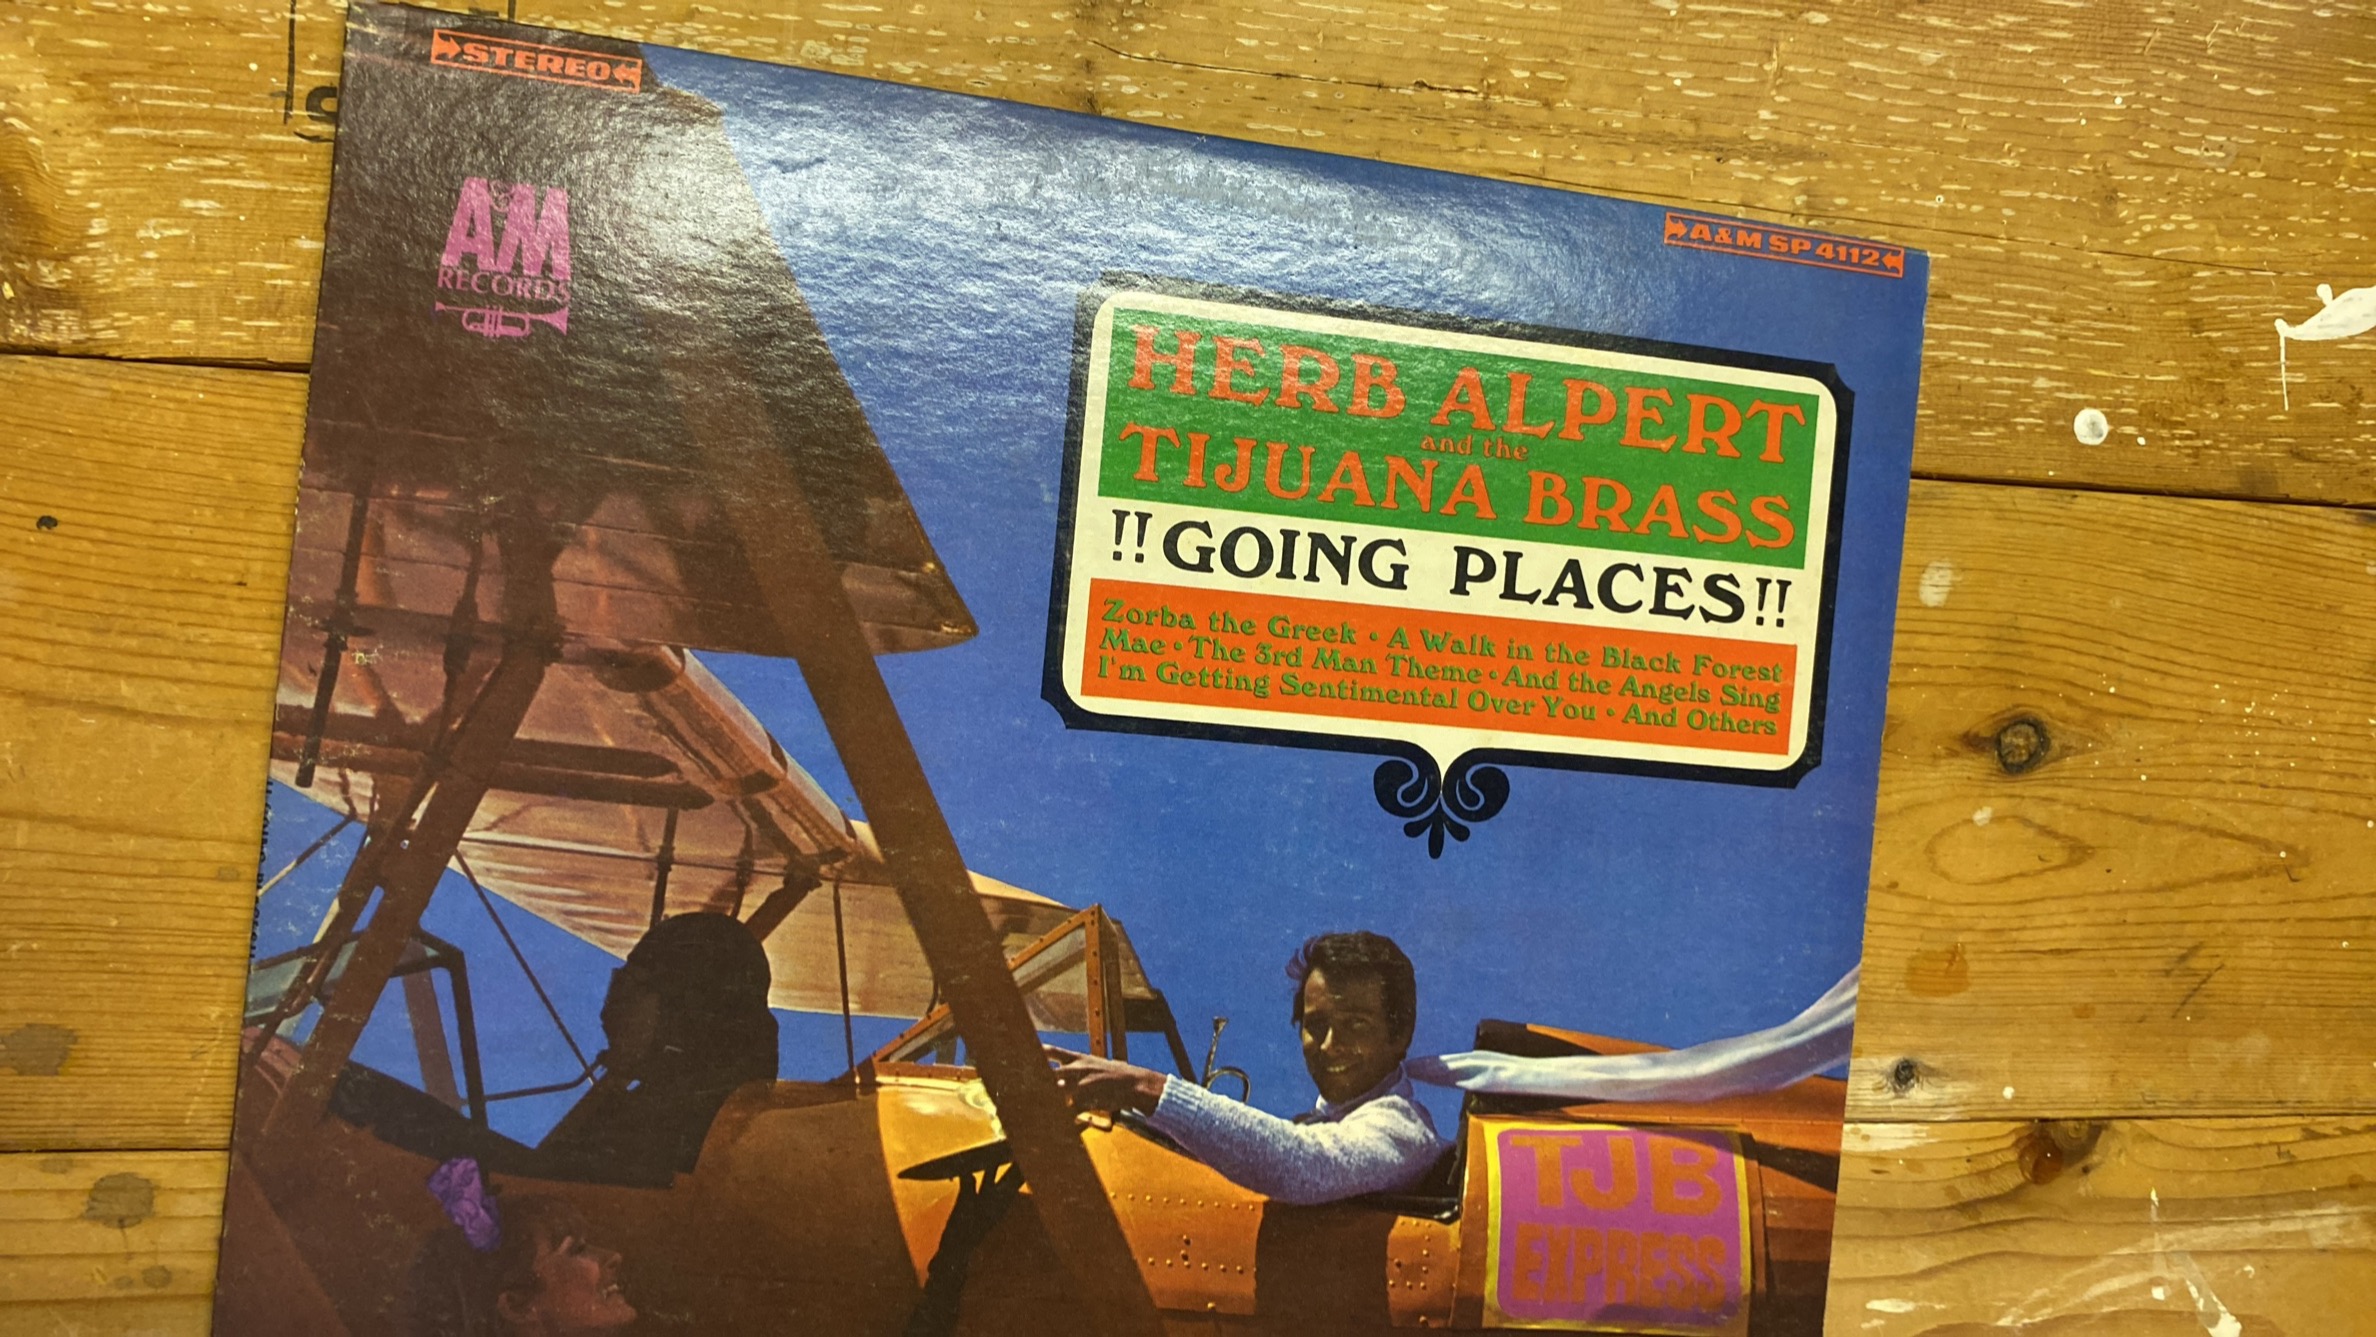 STEREO
A&M
RECORDS
A&M SP 4112
HERB ALPERT
and the
TIJUANA BRASS
!!GOING PLACES!!
Zorba the Greek • A Walk in the Black Forest
Mae • The 3rd Man Theme • And the Angels Sing
I'm Getting Sentimental Over You • And Others
TJB
EXPRESS